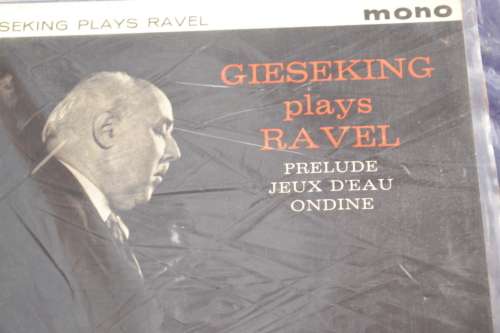 SEKING PLAYS RAVEL
mono
GIESEKING
plays
RAVEL
PRELUDE
JEUX D'EAU
ONDINE